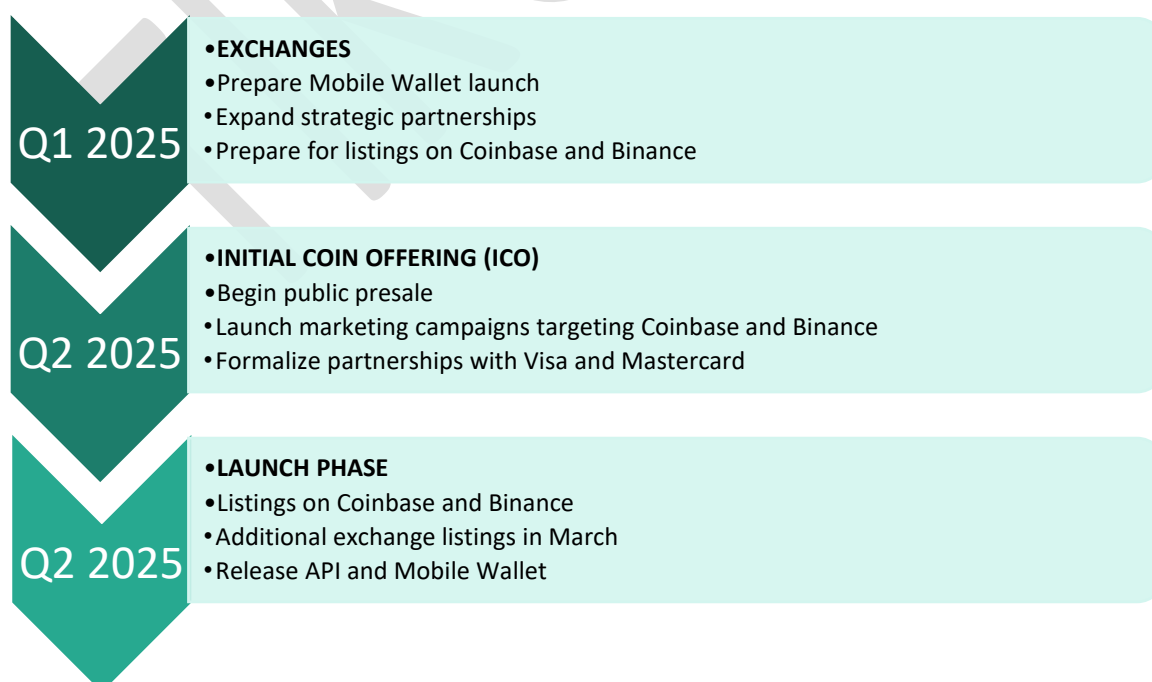 Q1 2025
•EXCHANGES
•Prepare Mobile Wallet launch
•Expand strategic partnerships
•Prepare for listings on Coinbase and Binance
Q2 2025
•INITIAL COIN OFFERING (ICO)
•Begin public presale
•Launch marketing campaigns targeting Coinbase and Binance
•Formalize partnerships with Visa and Mastercard
Q2 2025
•LAUNCH PHASE
•Listings on Coinbase and Binance
•Additional exchange listings in March
•Release API and Mobile Wallet